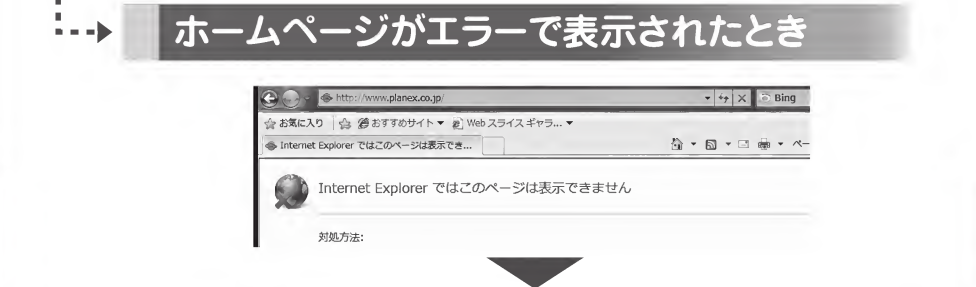 ホームページがエラーで表示されたとき
http://www.planex.co.jp/
Bing
お気に入り おすすめサイト Web スライス ギャラ...
Internet Explorer ではこのページは表示でき...
ペー
Internet Explorer ではこのページは表示できません
対処方法: